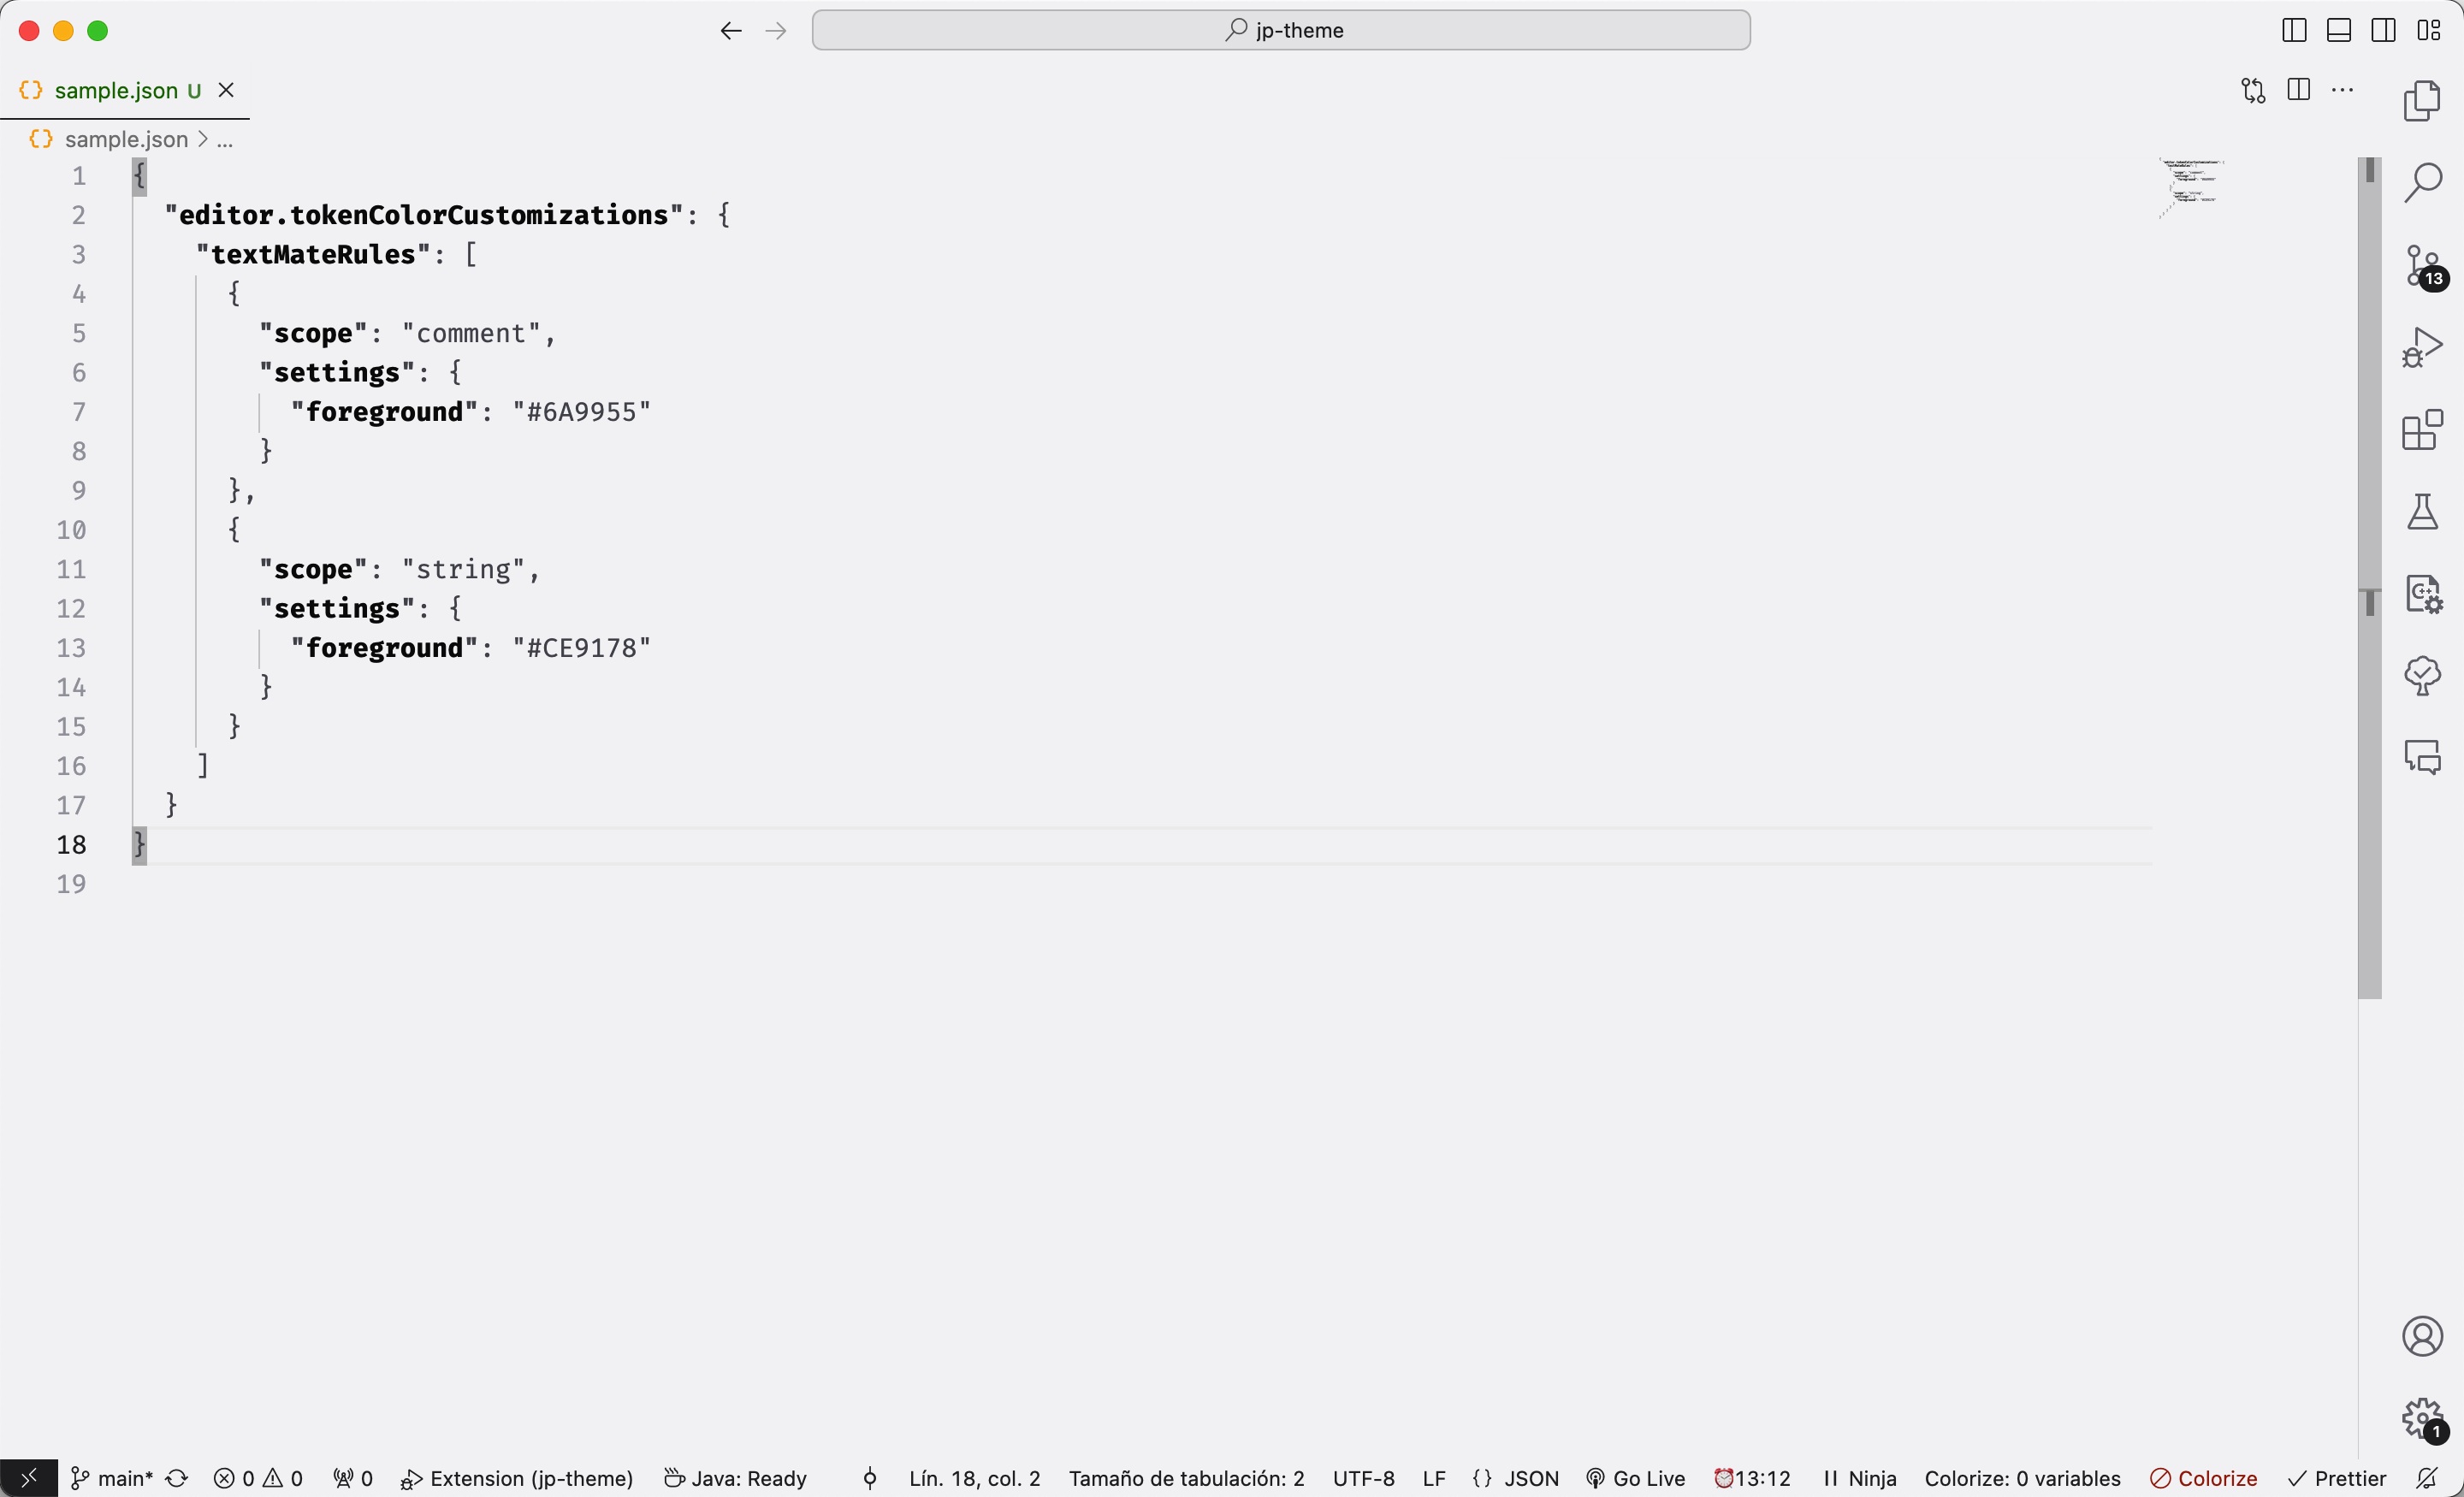 jp-theme
sample.json U
sample.json > ...
1 {
2   "editor.tokenColorCustomizations": {
3     "textMateRules": [
4       {
5         "scope": "comment",
6         "settings": {
7           "foreground": "#6A9955"
8         }
9       },
10       {
11         "scope": "string",
12         "settings": {
13           "foreground": "#CE9178"
14         }
15       }
16     ]
17   }
18 }
19
13
C++
1
main* 0 0 0 Extension (jp-theme) Java: Ready Lín. 18, col. 2 Tamaño de tabulación: 2 UTF-8 LF {} JSON Go Live ⏰13:12 Ninja Colorize: 0 variables Colorize Prettier